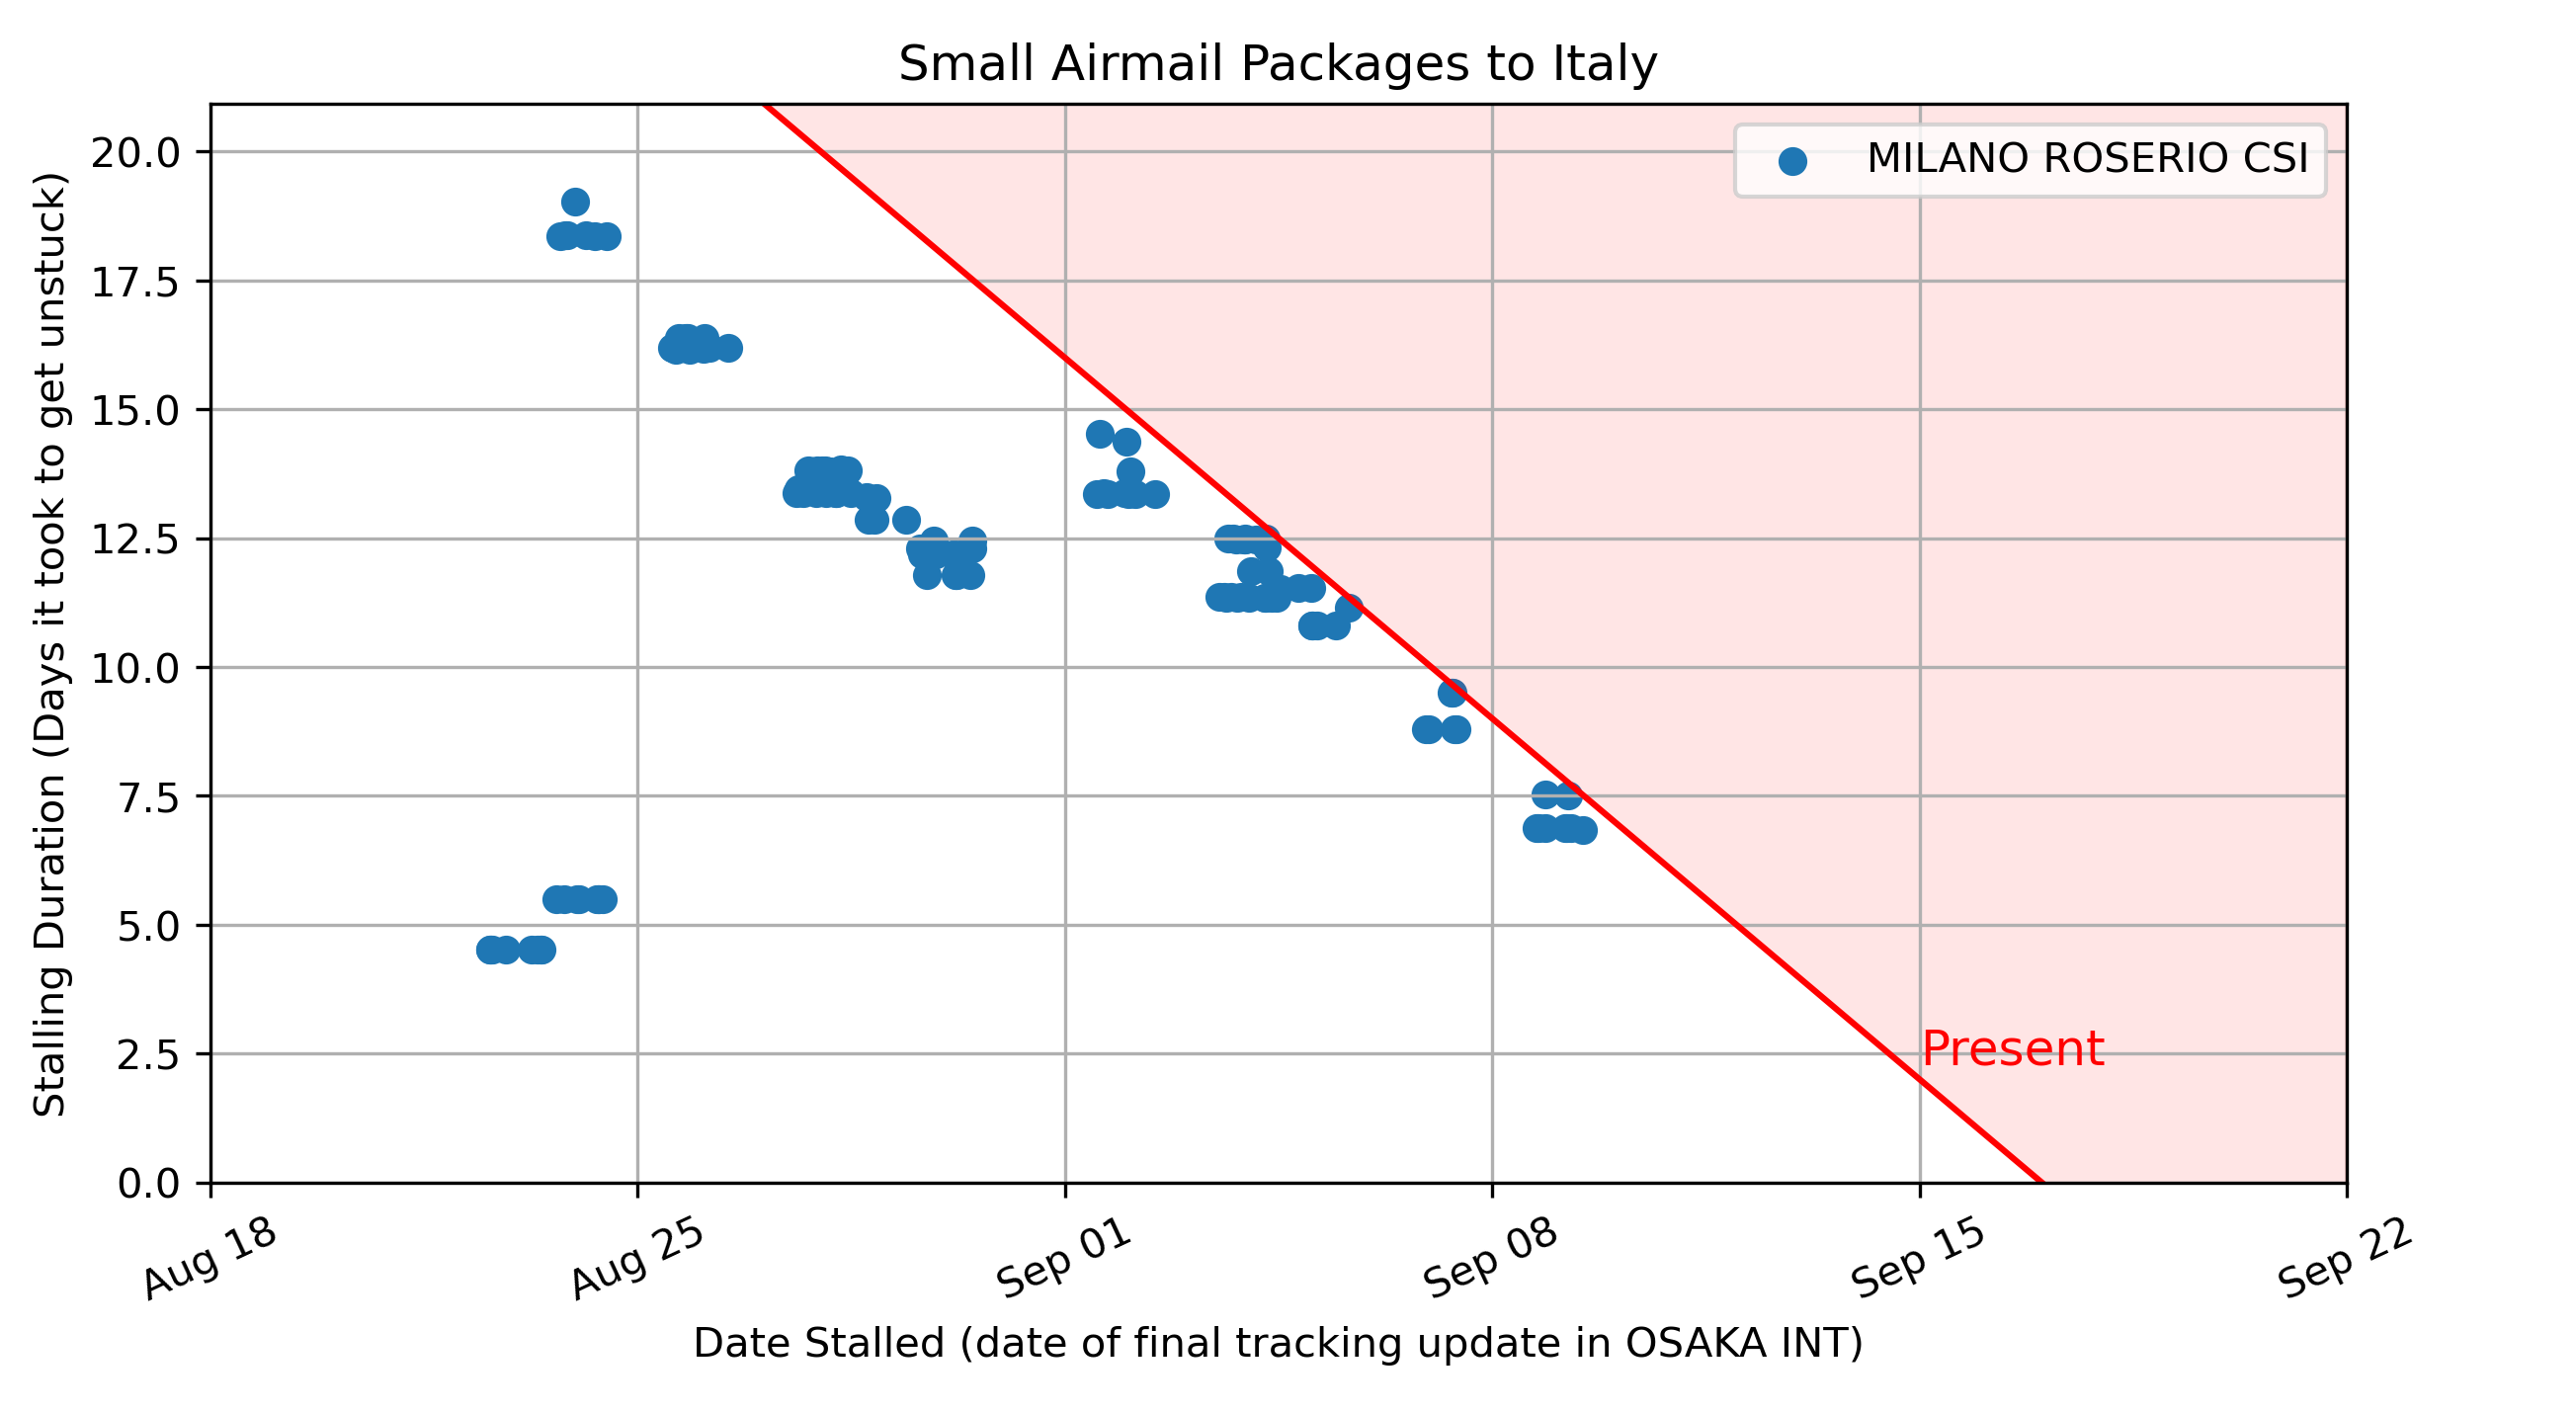 Small Airmail Packages to Italy
MILANO ROSERIO CSI
Stalling Duration (Days it took to get unstuck)
20.0
17.5
15.0
12.5
10.0
7.5
5.0
2.5
0.0
Present
Aug 18
Aug 25
Sep 01
Sep 08
Sep 15
Sep 22
Date Stalled (date of final tracking update in OSAKA INT)